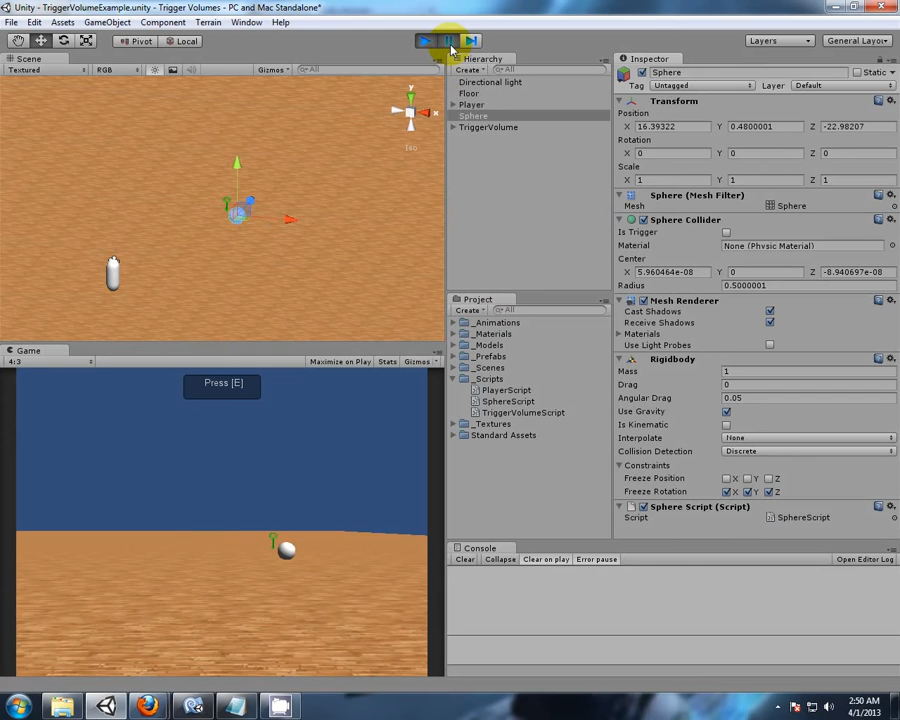 Unity - TriggerVolumeExample.unity - Trigger Volumes - PC and Mac Standalone*
File Edit Assets GameObject Component Terrain Window Help
Pivot Local Layers General Layou
Scene
Textured RGB Gizmos All
y
x
Iso
Game
4:3 Maximize on Play Stats Gizmos
Press [E]
Hierarchy
Create All
Directional light
Floor
Player
Sphere
TriggerVolume
Project
Create All
_Animations
_Materials
_Models
_Prefabs
_Scenes
_Scripts
PlayerScript
SphereScript
TriggerVolumeScript
_Textures
Standard Assets
Inspector
Sphere Static
Tag Untagged Layer Default
Transform
Position
X 16.39322 Y 0.4800001 Z -22.98207
Rotation
X 0 Y 0 Z 0
Scale
X 1 Y 1 Z 1
Sphere (Mesh Filter)
Mesh Sphere
Sphere Collider
Is Trigger
Material None (Physic Material)
Center
X 5.960464e-08 Y 0 Z -8.940697e-08
Radius 0.5000001
Mesh Renderer
Cast Shadows
Receive Shadows
Materials
Use Light Probes
Rigidbody
Mass 1
Drag 0
Angular Drag 0.05
Use Gravity
Is Kinematic
Interpolate None
Collision Detection Discrete
Constraints
Freeze Position X Y Z
Freeze Rotation X Y Z
Sphere Script (Script)
Script SphereScript
Console
Clear Collapse Clear on play Error pause Open Editor Log
2:50 AM
4/1/2013